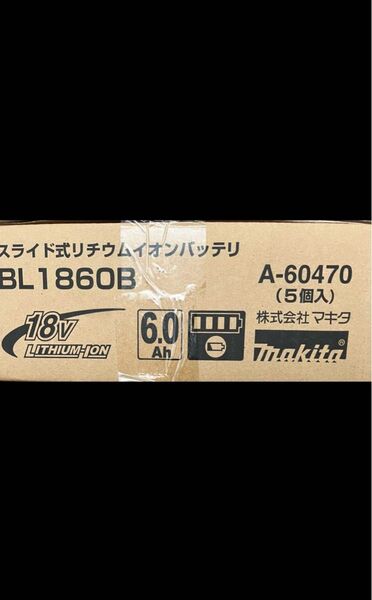 スライド式リチウムイオンバッテリ
BL1860B
A-60470
(5個入)
18V
LITHIUM-ION
6.0
Ah
株式会社 マキタ
makita®